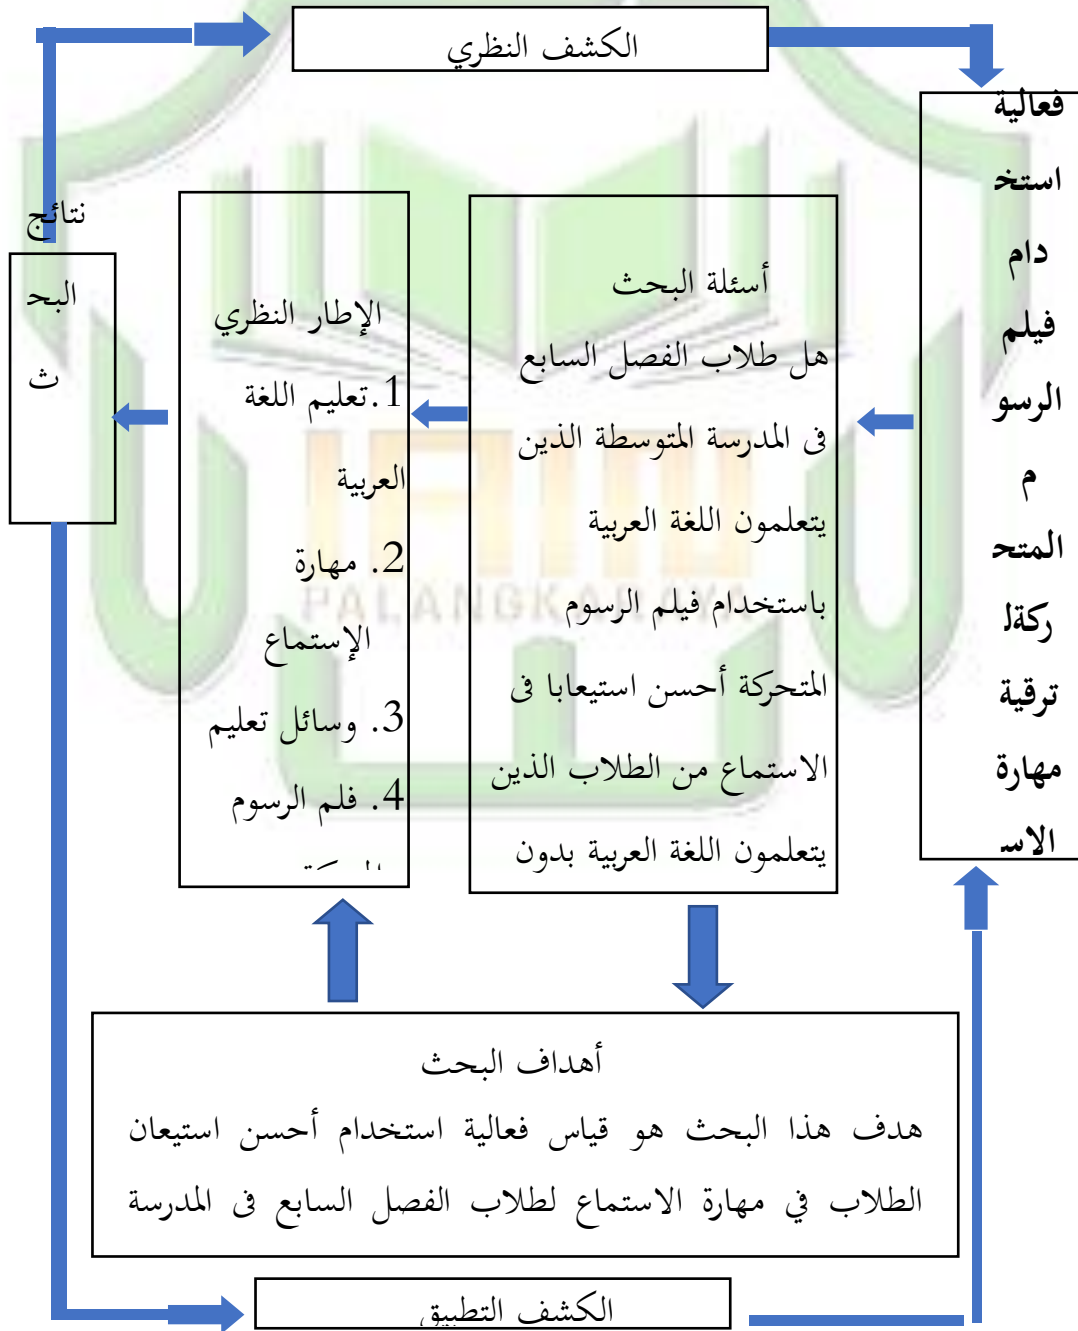 الكشف النظري
فعالية
استخ
دام
فيلم
الرسو
م
المتح
ركةل
ترقية
مهارة
الاس
أسئلة البحث
هل طلاب الفصل السابع
فى المدرسة المتوسطة الذين
يتعلمون اللغة العربية
باستخدام فيلم الرسوم
المتحركة أحسن استيعابا فى
الاستماع من الطلاب الذين
يتعلمون اللغة العربية بدون
الإطار النظري
1.تعليم اللغة
العربية
2. مهارة
الإستماع
3. وسائل تعليم
4. فلم الرسوم
نتائج
البح
ث
أهداف البحث
هدف هذا البحث هو قياس فعالية استخدام أحسن استيعان
الطلاب في مهارة الاستماع لطلاب الفصل السابع فى المدرسة
الكشف التطبيق
PALANGKARAYA